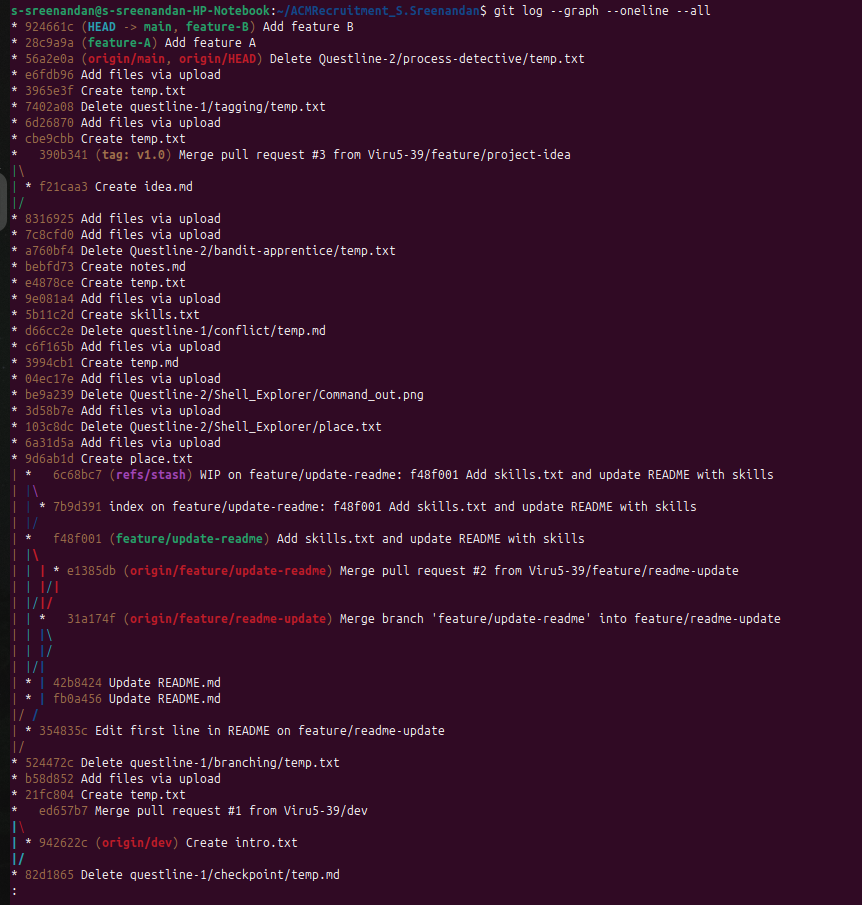 s-sreenandan@s-sreenandan-HP-Notebook:~/ACMRecruitment_S.Sreenandan$ git log --graph --oneline --all
* 924661c (HEAD -> main, feature-B) Add feature B
* 28c9a9a (feature-A) Add feature A
* 56a2e0a (origin/main, origin/HEAD) Delete Questline-2/process-detective/temp.txt
* e6fdb96 Add files via upload
* 3965e3f Create temp.txt
* 7402a08 Delete questline-1/tagging/temp.txt
* 6d26870 Add files via upload
* cbe9cbb Create temp.txt
*   390b341 (tag: v1.0) Merge pull request #3 from Viru5-39/feature/project-idea
|\
| * f21caa3 Create idea.md
|/
* 8316925 Add files via upload
* 7c8cfd0 Add files via upload
* a760bf4 Delete Questline-2/bandit-apprentice/temp.txt
* bebfd73 Create notes.md
* e4878ce Create temp.txt
* 9e081a4 Add files via upload
* 5b11c2d Create skills.txt
* d66cc2e Delete questline-1/conflict/temp.md
* c6f165b Add files via upload
* 3994cb1 Create temp.md
* 04ec17e Add files via upload
* be9a239 Delete Questline-2/Shell_Explorer/Command_out.png
* 3d58b7e Add files via upload
* 103c8dc Delete Questline-2/Shell_Explorer/place.txt
* 6a31d5a Add files via upload
* 9d6ab1d Create place.txt
| *   6c68bc7 (refs/stash) WIP on feature/update-readme: f48f001 Add skills.txt and update README with skills
| |\
| | * 7b9d391 index on feature/update-readme: f48f001 Add skills.txt and update README with skills
| |/
| *   f48f001 (feature/update-readme) Add skills.txt and update README with skills
| |\
| | | * e1385db (origin/feature/update-readme) Merge pull request #2 from Viru5-39/feature/readme-update
| | |/|
| |/|/
| | *   31a174f (origin/feature/readme-update) Merge branch 'feature/update-readme' into feature/readme-update
| | |\
| | |/
| |/|
| * | 42b8424 Update README.md
| * | fb0a456 Update README.md
|/ /
| * 354835c Edit first line in README on feature/readme-update
|/
* 524472c Delete questline-1/branching/temp.txt
* b58d852 Add files via upload
* 21fc804 Create temp.txt
*   ed657b7 Merge pull request #1 from Viru5-39/dev
|\
| * 942622c (origin/dev) Create intro.txt
|/
* 82d1865 Delete questline-1/checkpoint/temp.md
: